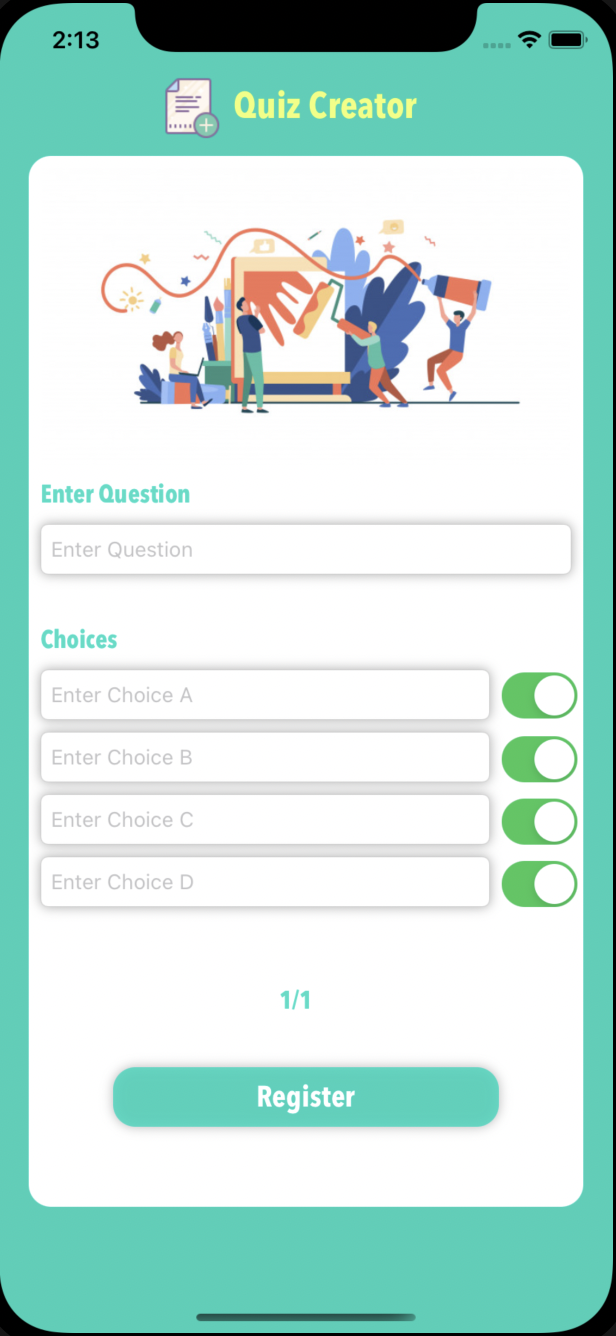 2:13
Quiz Creator
Enter Question
Enter Question
Choices
Enter Choice A
Enter Choice B
Enter Choice C
Enter Choice D
1/1
Register